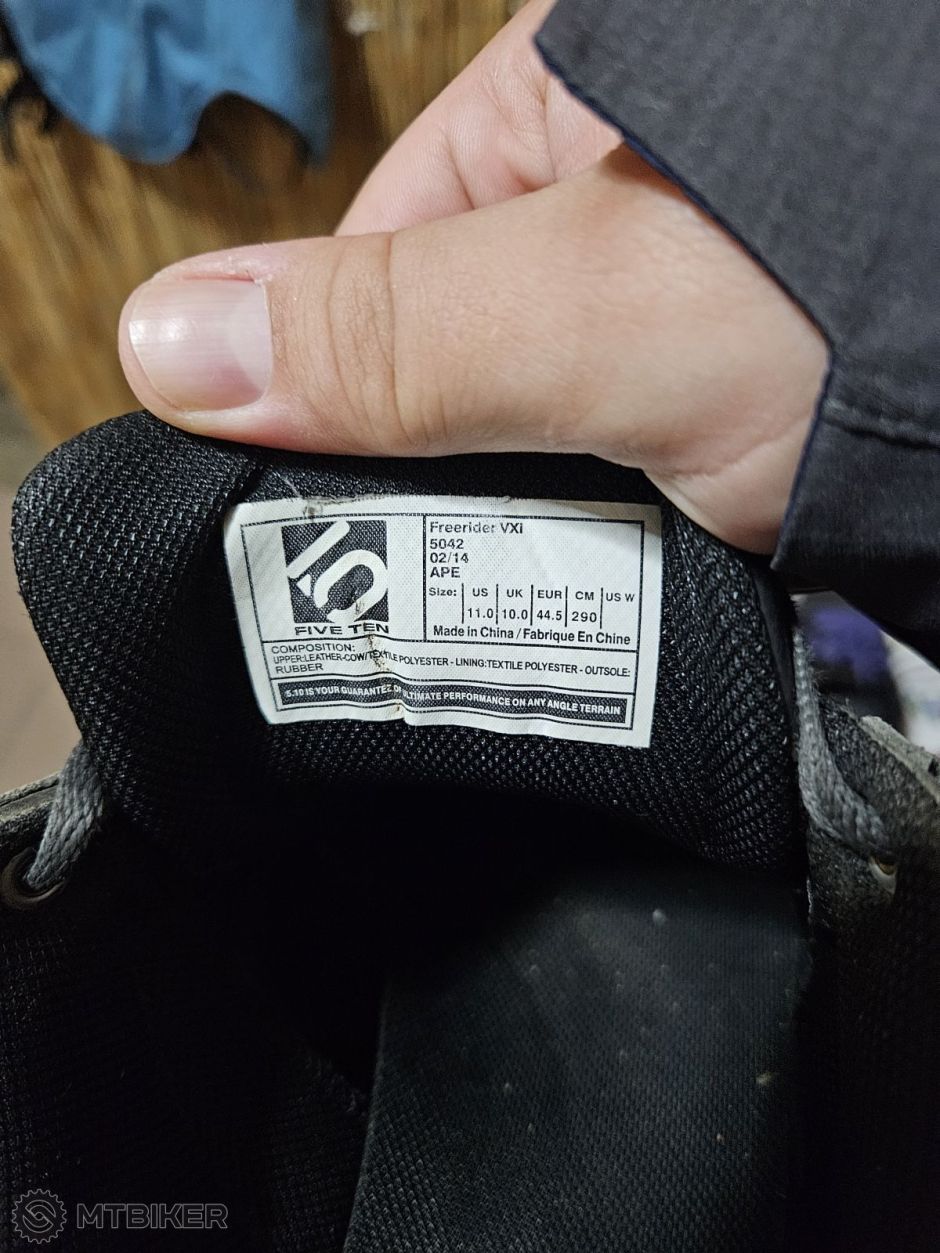 Freerider VXi
5042
02/14
APE
Size: US UK EUR CM US W
11.0 10.0 44.5 290
Made in China / Fabrique En Chine
5.10
FIVE TEN
COMPOSITION:
UPPER:LEATHER-COW/TEXTILE POLYESTER - LINING:TEXTILE POLYESTER - OUTSOLE:
RUBBER
5.10 IS YOUR GUARANTEE OF ULTIMATE PERFORMANCE ON ANY ANGLE TERRAIN
MTBIKER